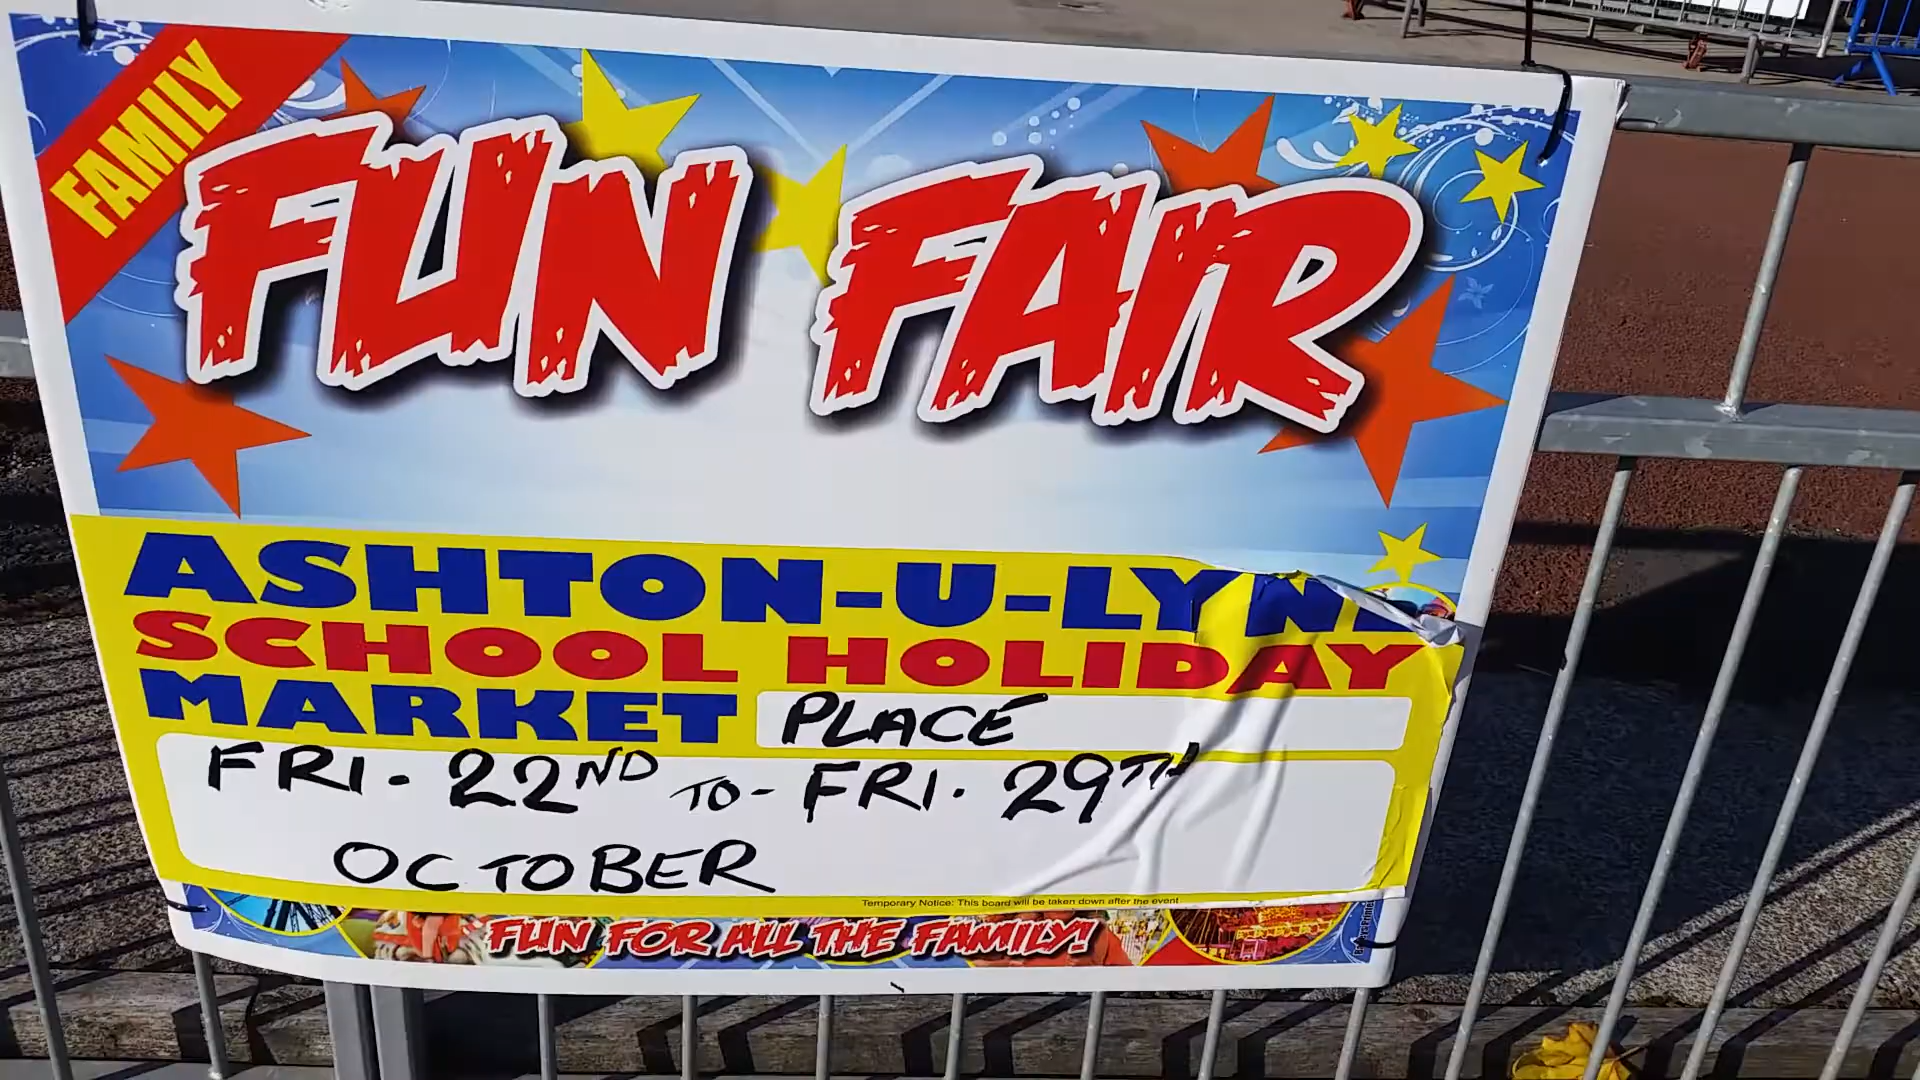 FAMILY
FUN FAIR
ASHTON-U-LYNE
SCHOOL HOLIDAY
MARKET PLACE
FRI. 22ND TO- FRI. 29TH
OCTOBER
Temporary Notice: This board will be taken down after the event
FUN FOR ALL THE FAMILY!